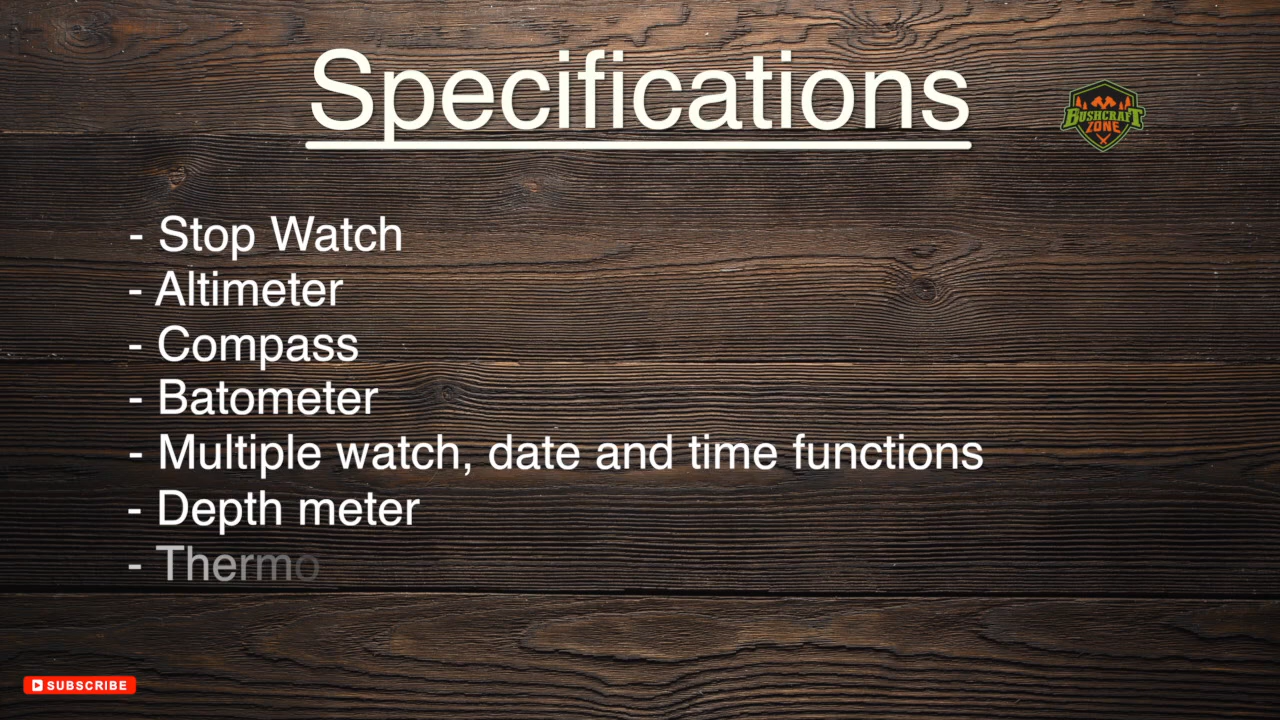 Specifications
BUSHCRAFT
ZONE
- Stop Watch
- Altimeter
- Compass
- Batometer
- Multiple watch, date and time functions
- Depth meter
- Thermo
SUBSCRIBE